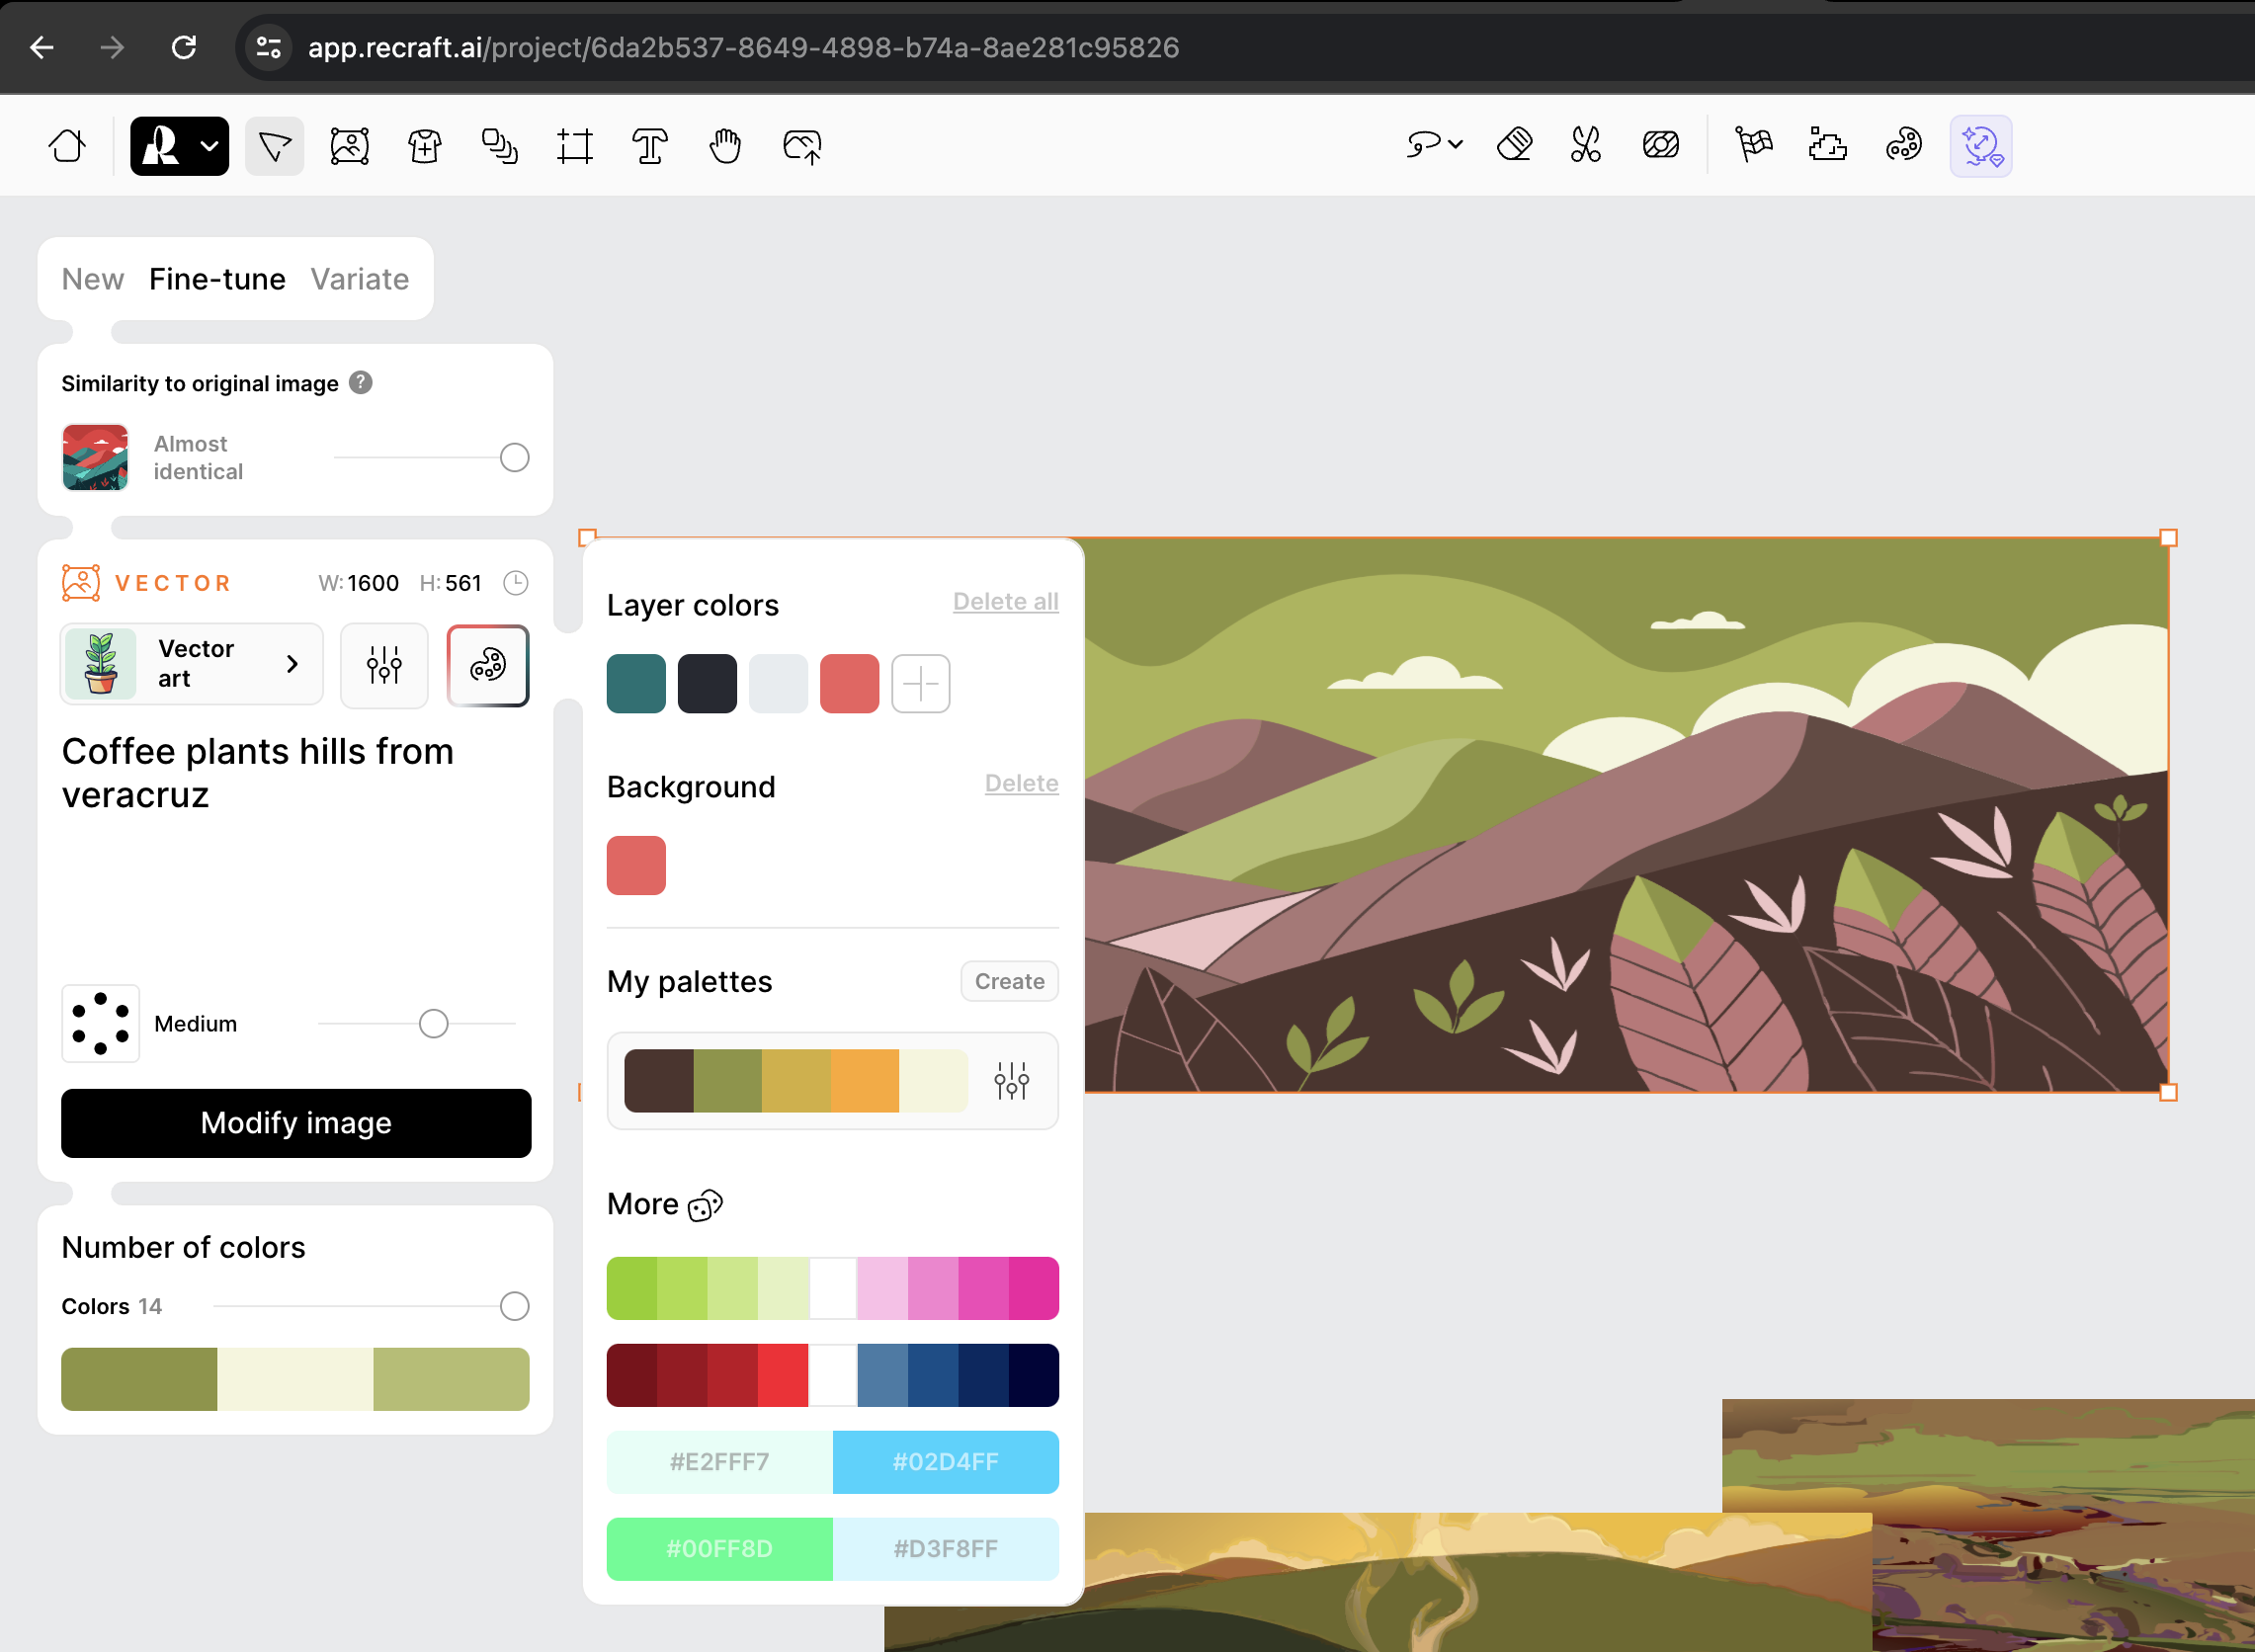 app.recraft.ai/project/6da2b537-8649-4898-b74a-8ae281c95826
New Fine-tune Variate
Similarity to original image ?
Almost
identical
VECTOR W: 1600 H: 561
Vector
art
Coffee plants hills from
veracruz
Medium
Modify image
Number of colors
Colors 14
Layer colors Delete all
Background Delete
My palettes Create
More
#E2FFF7 #02D4FF
#00FF8D #D3F8FF